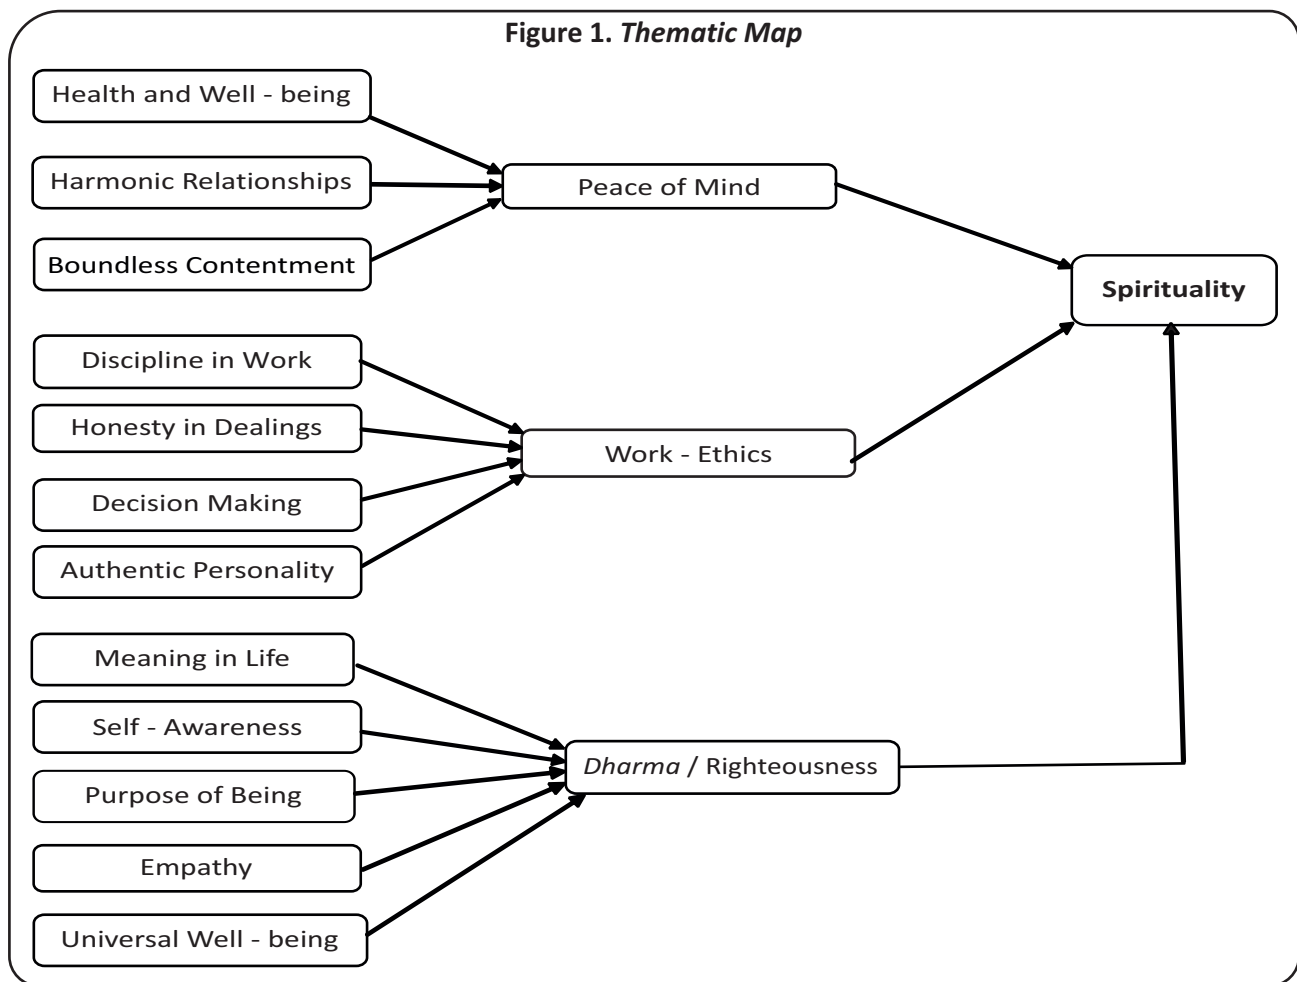 Figure 1. Thematic Map
Health and Well - being
Harmonic Relationships
Boundless Contentment
Peace of Mind
Spirituality
Discipline in Work
Honesty in Dealings
Decision Making
Authentic Personality
Work - Ethics
Meaning in Life
Self - Awareness
Purpose of Being
Empathy
Universal Well - being
Dharma / Righteousness